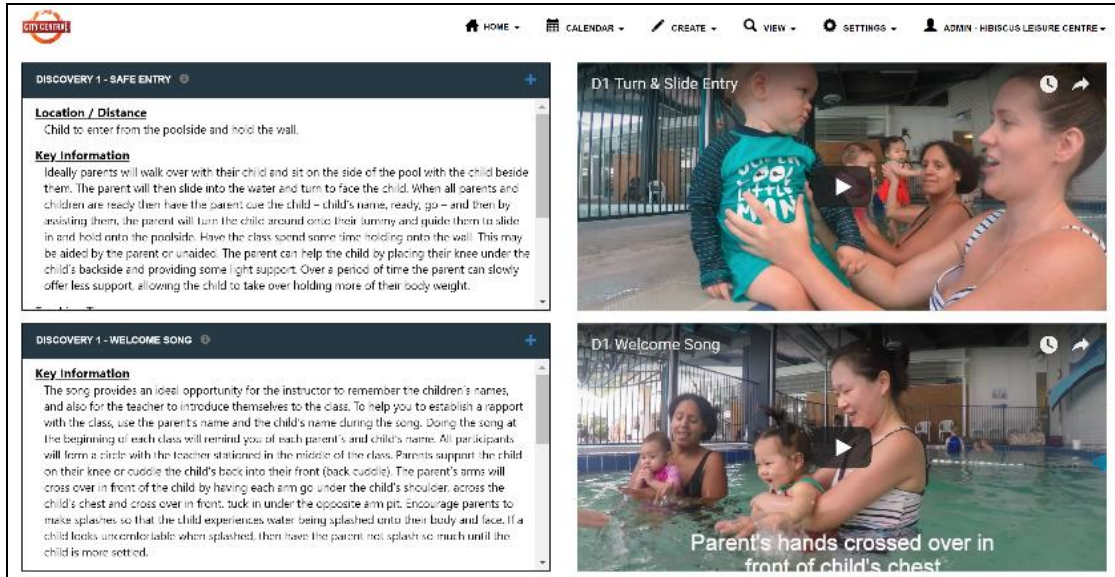 CITY CENTRAL
HOME
CALENDAR
CREATE
VIEW
SETTINGS
ADMIN - HIBISCUS LEISURE CENTRE
DISCOVERY 1 - SAFE ENTRY
Location / Distance
Child to enter from the poolside and hold the wall.
Key Information
Ideally parents will walk over with their child and sit on the side of the pool with the child beside
them. The parent will then slide into the water and turn to face the child. When all parents and
children are ready then have the parent cue the child – child's name, ready, go – and then by
assisting them, the parent will turn the child around onto their tummy and guide them to slide
in and hold onto the poolside. Have the class spend some time holding onto the wall. This may
be aided by the parent or unaided. The parent can help the child by placing their knee under the
child's backside and providing some light support. Over a period of time the parent can slowly
offer less support, allowing the child to take over holding more of their body weight.
D1 Turn & Slide Entry
LITTLE
MAN
DISCOVERY 1 - WELCOME SONG
Key Information
The song provides an ideal opportunity for the instructor to remember the children's names,
and also for the teacher to introduce themselves to the class. To help you to establish a rapport
with the class, use the parent's name and the child's name during the song. Doing the song at
the beginning of each class will remind you of each parent's and child's name. All participants
will form a circle with the teacher stationed in the middle of the class. Parents support the child
on their knee or cuddle the child's back into their front (back cuddle). The parent's arms will
cross over in front of the child by having each arm go under the child's shoulder, across the
child's chest and cross over in front, tuck in under the opposite arm pit. Encourage parents to
make splashes so that the child experiences water being splashed onto their body and face. If a
child looks uncomfortable when splashed, then have the parent not splash so much until the
child is more settled.
D1 Welcome Song
Parent's hands crossed over in
front of child's chest